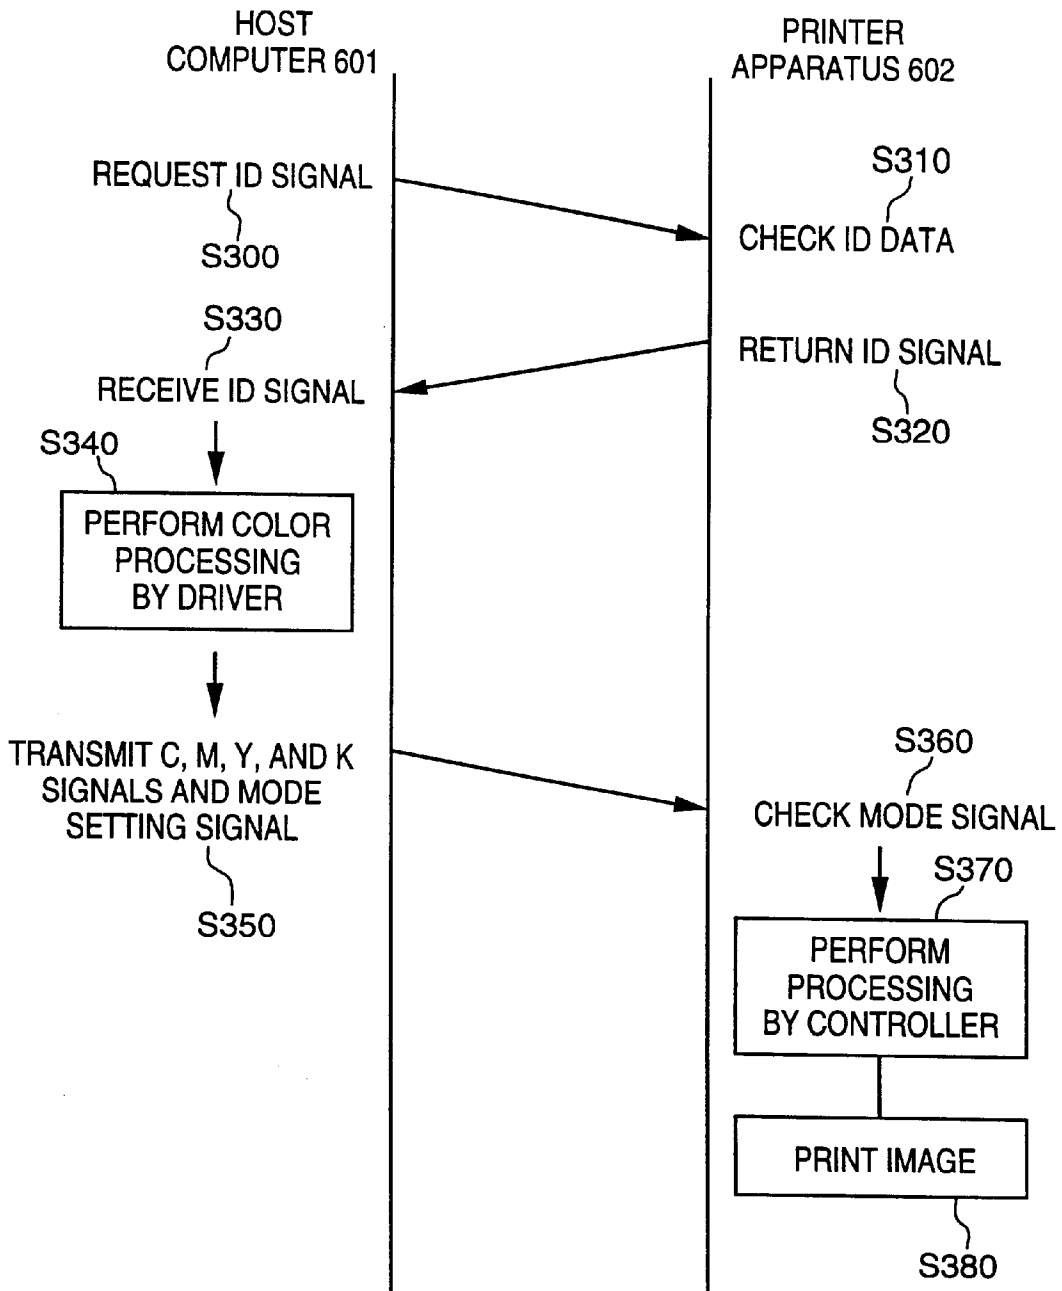 HOST
COMPUTER 601
PRINTER
APPARATUS 602
REQUEST ID SIGNAL
S300
S310
CHECK ID DATA
S330
RECEIVE ID SIGNAL
RETURN ID SIGNAL
S320
S340
PERFORM COLOR
PROCESSING
BY DRIVER
TRANSMIT C, M, Y, AND K
SIGNALS AND MODE
SETTING SIGNAL
S350
S360
CHECK MODE SIGNAL
S370
PERFORM
PROCESSING
BY CONTROLLER
PRINT IMAGE
S380